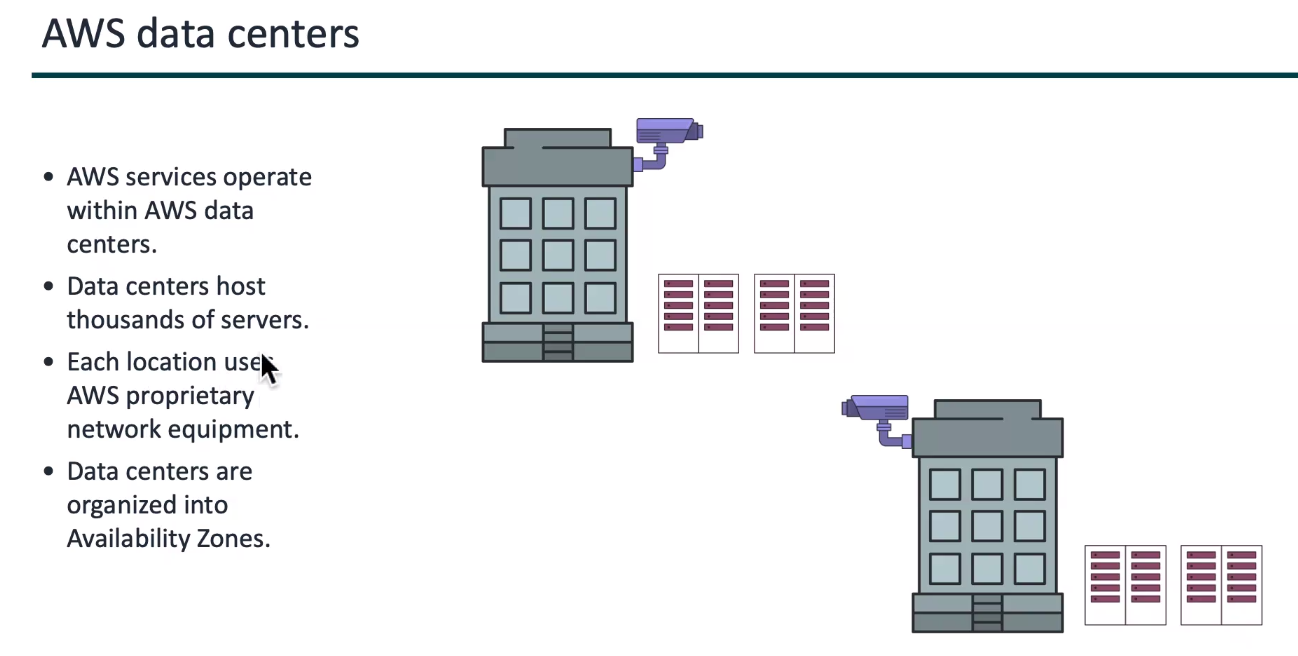 AWS data centers
• AWS services operate
within AWS data
centers.
• Data centers host
thousands of servers.
• Each location uses
AWS proprietary
network equipment.
• Data centers are
organized into
Availability Zones.